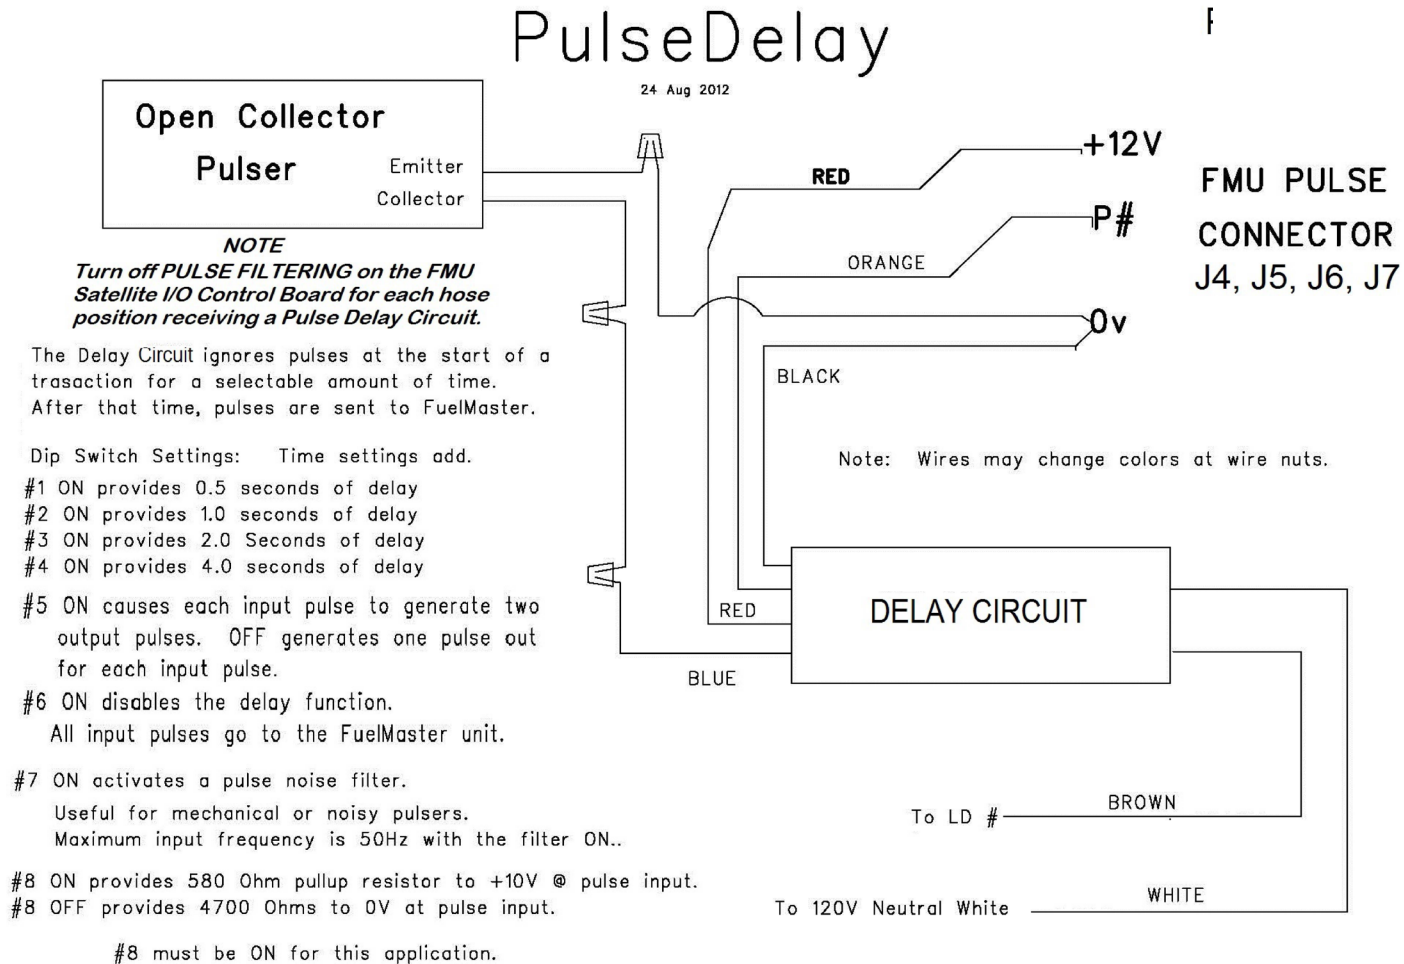 PulseDelay
24 Aug 2012
Open Collector
Pulser
Emitter
Collector
NOTE
Turn off PULSE FILTERING on the FMU
Satellite I/O Control Board for each hose
position receiving a Pulse Delay Circuit.
The Delay Circuit ignores pulses at the start of a
trasaction for a selectable amount of time.
After that time, pulses are sent to FuelMaster.
Dip Switch Settings: Time settings add.
#1 ON provides 0.5 seconds of delay
#2 ON provides 1.0 seconds of delay
#3 ON provides 2.0 Seconds of delay
#4 ON provides 4.0 seconds of delay
#5 ON causes each input pulse to generate two
output pulses. OFF generates one pulse out
for each input pulse.
#6 ON disables the delay function.
All input pulses go to the FuelMaster unit.
#7 ON activates a pulse noise filter.
Useful for mechanical or noisy pulsers.
Maximum input frequency is 50Hz with the filter ON..
#8 ON provides 580 Ohm pullup resistor to +10V @ pulse input.
#8 OFF provides 4700 Ohms to 0V at pulse input.
#8 must be ON for this application.
RED
+12V
ORANGE
P#
0v
BLACK
FMU PULSE
CONNECTOR
J4, J5, J6, J7
Note: Wires may change colors at wire nuts.
RED
BLUE
DELAY CIRCUIT
To LD #
BROWN
To 120V Neutral White
WHITE